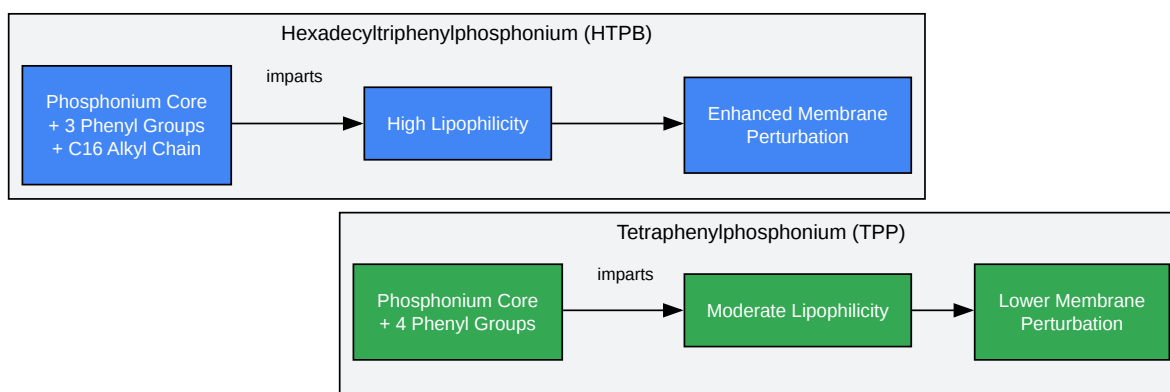 Hexadecyltriphenylphosphonium (HTPB)
imparts
Phosphonium Core
+ 3 Phenyl Groups
+ C16 Alkyl Chain
High Lipophilicity
Enhanced Membrane
Perturbation
Tetraphenylphosphonium (TPP)
imparts
Phosphonium Core
+ 4 Phenyl Groups
Moderate Lipophilicity
Lower Membrane
Perturbation